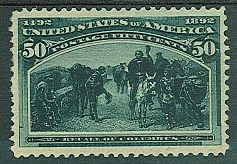 1492 1892
UNITED STATES OF AMERICA
POSTAGE FIFTY CENTS
50 50
RECALL OF COLUMBUS